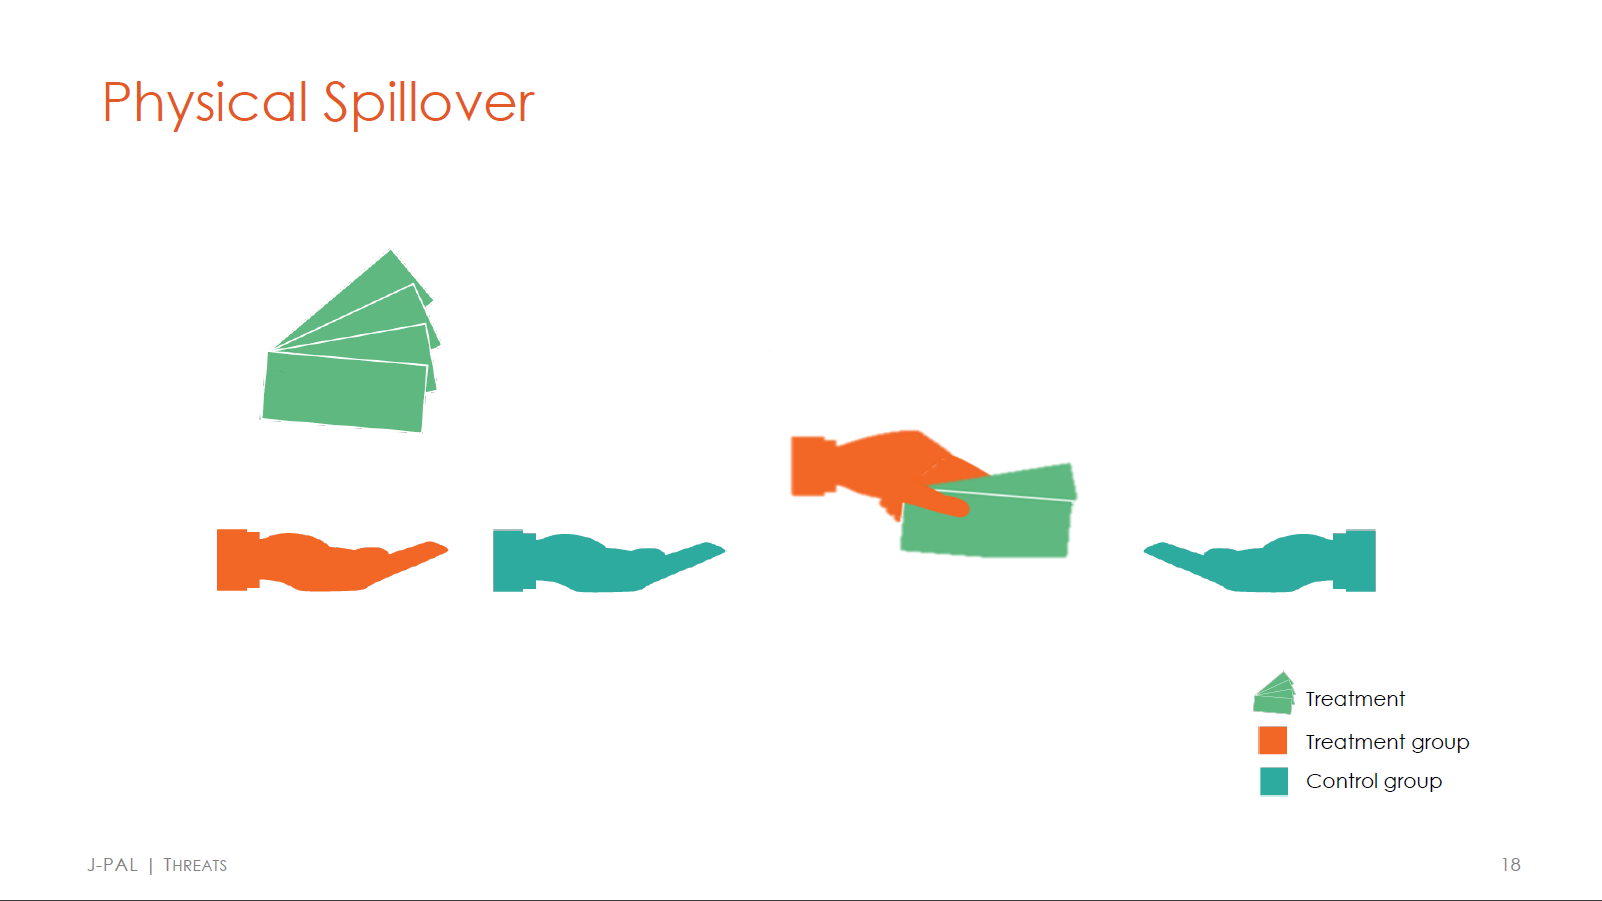 Physical Spillover
Treatment
Treatment group
Control group
J-PAL | THREATS
18